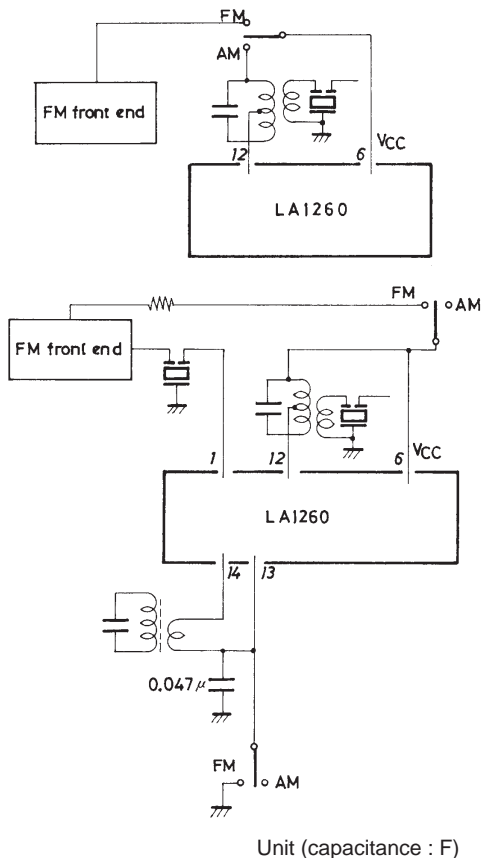 FM
AM
FM front end
12
6
VCC
LA1260
FM
AM
FM front end
1
12
6
VCC
LA1260
14
13
0.047μ
FM
AM
Unit (capacitance : F)